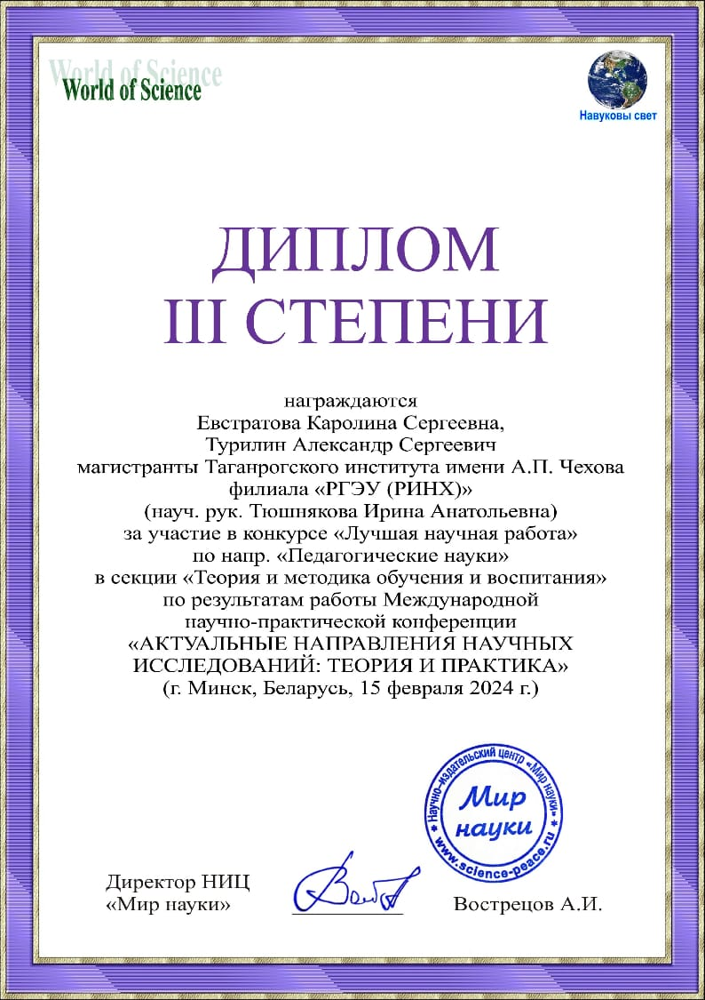 World of Science
World of Science
Навуковы свет
ДИПЛОМ
III СТЕПЕНИ
награждаются
Евстратова Каролина Сергеевна,
Турилин Александр Сергеевич
магистранты Таганрогского института имени А.П. Чехова
филиала «РГЭУ (РИНХ)»
(науч. рук. Тюшнякова Ирина Анатольевна)
за участие в конкурсе «Лучшая научная работа»
по напр. «Педагогические науки»
в секции «Теория и методика обучения и воспитания»
по результатам работы Международной
научно-практической конференции
«АКТУАЛЬНЫЕ НАПРАВЛЕНИЯ НАУЧНЫХ
ИССЛЕДОВАНИЙ: ТЕОРИЯ И ПРАКТИКА»
(г. Минск, Беларусь, 15 февраля 2024 г.)
* Научно-издательский центр «Мир науки» *
Мир
науки
www.science-peace.ru
Директор НИЦ
«Мир науки»
Вострецов А.И.